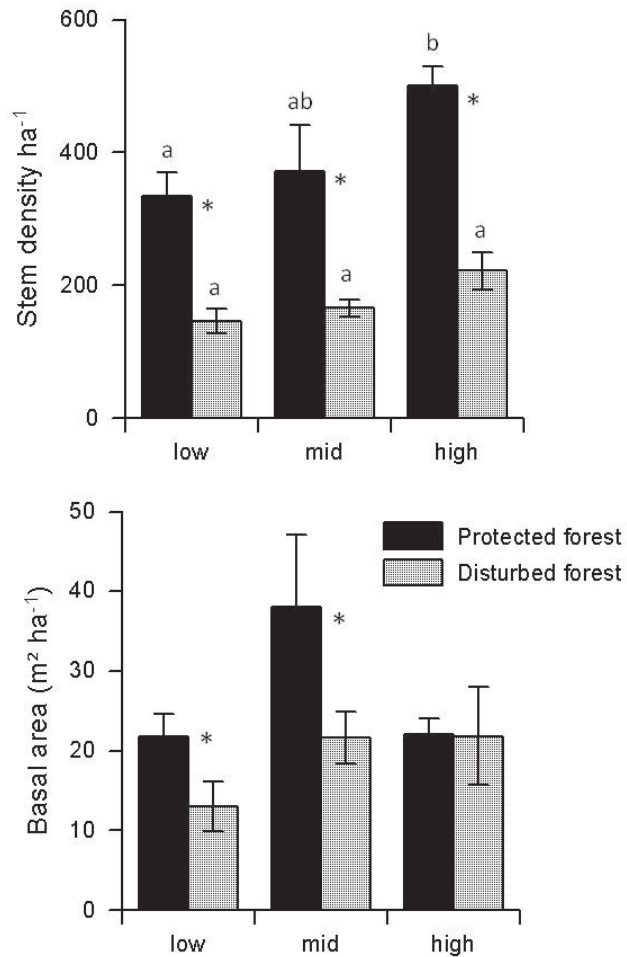 600
b
ab
*
Stem density ha⁻¹
400
a
*
*
a
200
a
a
0
low mid high
50
Protected forest
Disturbed forest
40
*
Basal area (m² ha⁻¹)
30
*
20
10
0
low mid high